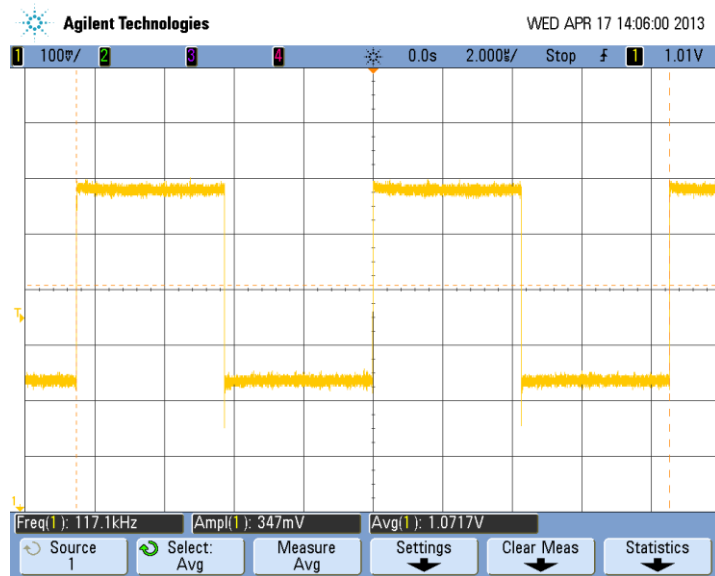 Agilent Technologies WED APR 17 14:06:00 2013
1 100mV/ 2 3 4 0.0s 2.000µs/ Stop 1 1.01V
T
1
Freq(1): 117.1kHz Ampl(1): 347mV Avg(1): 1.0717V
Source Select: Measure Settings Clear Meas Statistics
1 Avg Avg